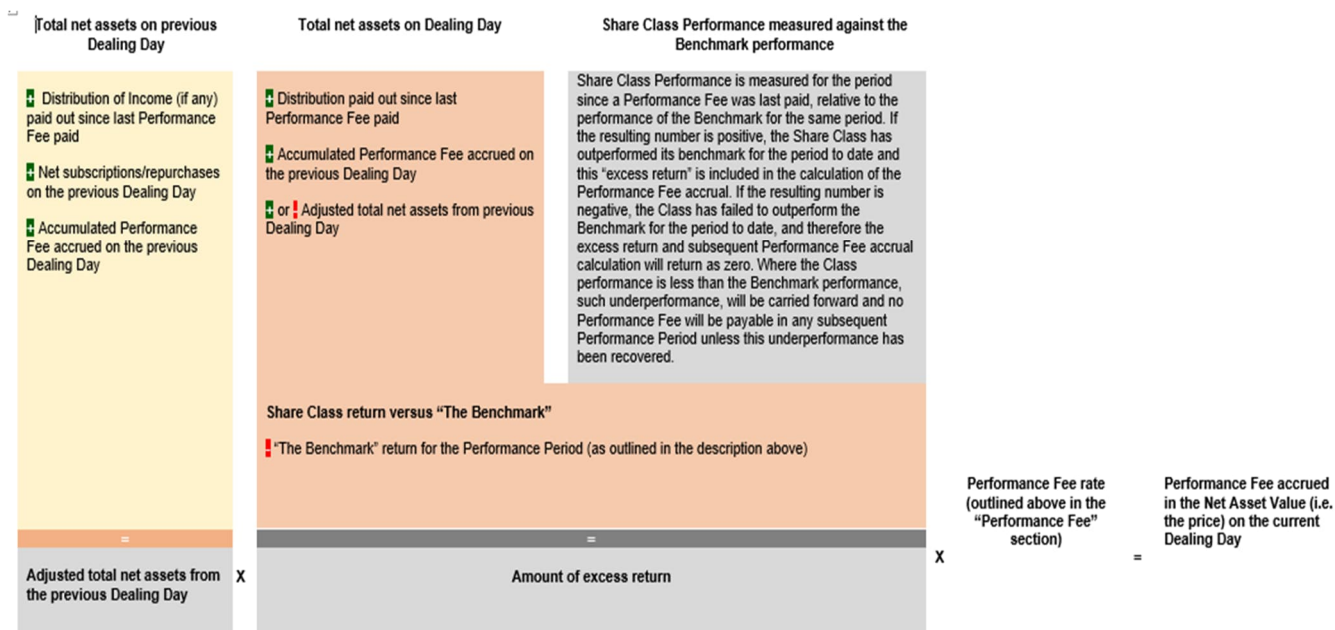 Total net assets on previous
Dealing Day
+ Distribution of Income (if any)
paid out since last Performance
Fee paid
+ Net subscriptions/repurchases
on the previous Dealing Day
+ Accumulated Performance
Fee accrued on the previous
Dealing Day
=
Adjusted total net assets from
the previous Dealing Day
X
Total net assets on Dealing Day
+ Distribution paid out since last
Performance Fee paid
+ Accumulated Performance Fee accrued on
the previous Dealing Day
+ or ! Adjusted total net assets from previous
Dealing Day
Share Class Performance measured against the
Benchmark performance
Share Class Performance is measured for the period
since a Performance Fee was last paid, relative to the
performance of the Benchmark for the same period. If
the resulting number is positive, the Share Class has
outperformed its benchmark for the period to date and
this “excess return” is included in the calculation of the
Performance Fee accrual. If the resulting number is
negative, the Class has failed to outperform the
Benchmark for the period to date, and therefore the
excess return and subsequent Performance Fee accrual
calculation will return as zero. Where the Class
performance is less than the Benchmark performance,
such underperformance, will be carried forward and no
Performance Fee will be payable in any subsequent
Performance Period unless this underperformance has
been recovered.
Share Class return versus “The Benchmark”
! “The Benchmark” return for the Performance Period (as outlined in the description above)
=
Amount of excess return
X
Performance Fee rate
(outlined above in the
“Performance Fee”
section)
=
Performance Fee accrued
in the Net Asset Value (i.e.
the price) on the current
Dealing Day